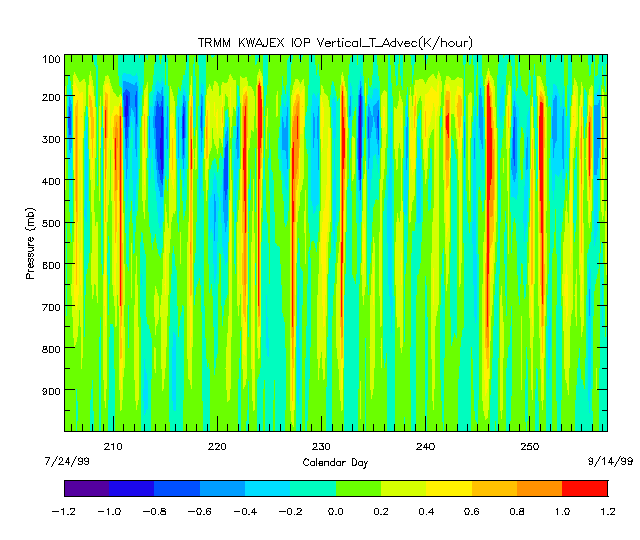 TRMM KWAJEX IOP Vertical_T_Advec(K/hour)
100
200
300
400
500
600
700
800
900
Pressure (mb)
210 220 230 240 250
7/24/99 Calendar Day 9/14/99
-1.2 -1.0 -0.8 -0.6 -0.4 -0.2 0.0 0.2 0.4 0.6 0.8 1.0 1.2